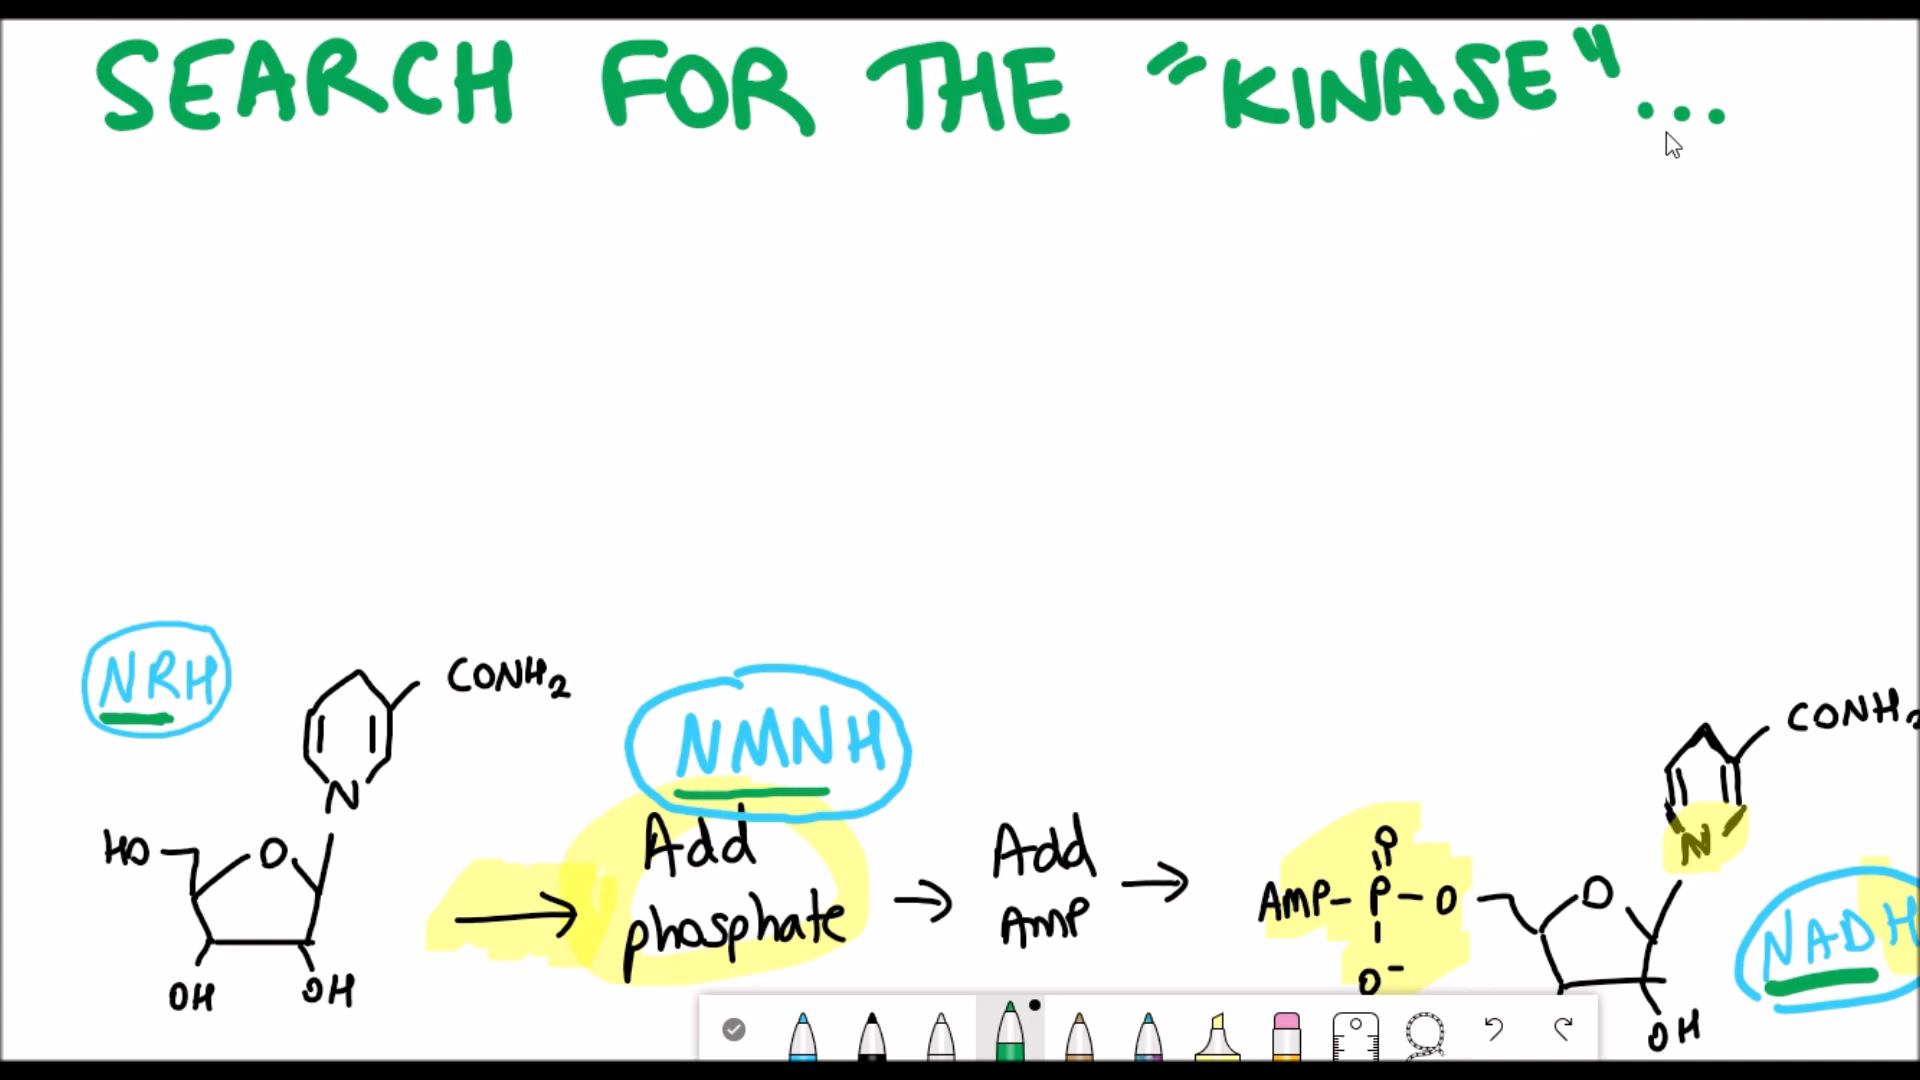 SEARCH FOR THE "KINASE"...
NRH
CONH2
N
HO
O
OH
OH
NMNH
Add
phosphate
Add
AMP
O
AMP-P-O
O-
CONH2
N
O
OH
NADH